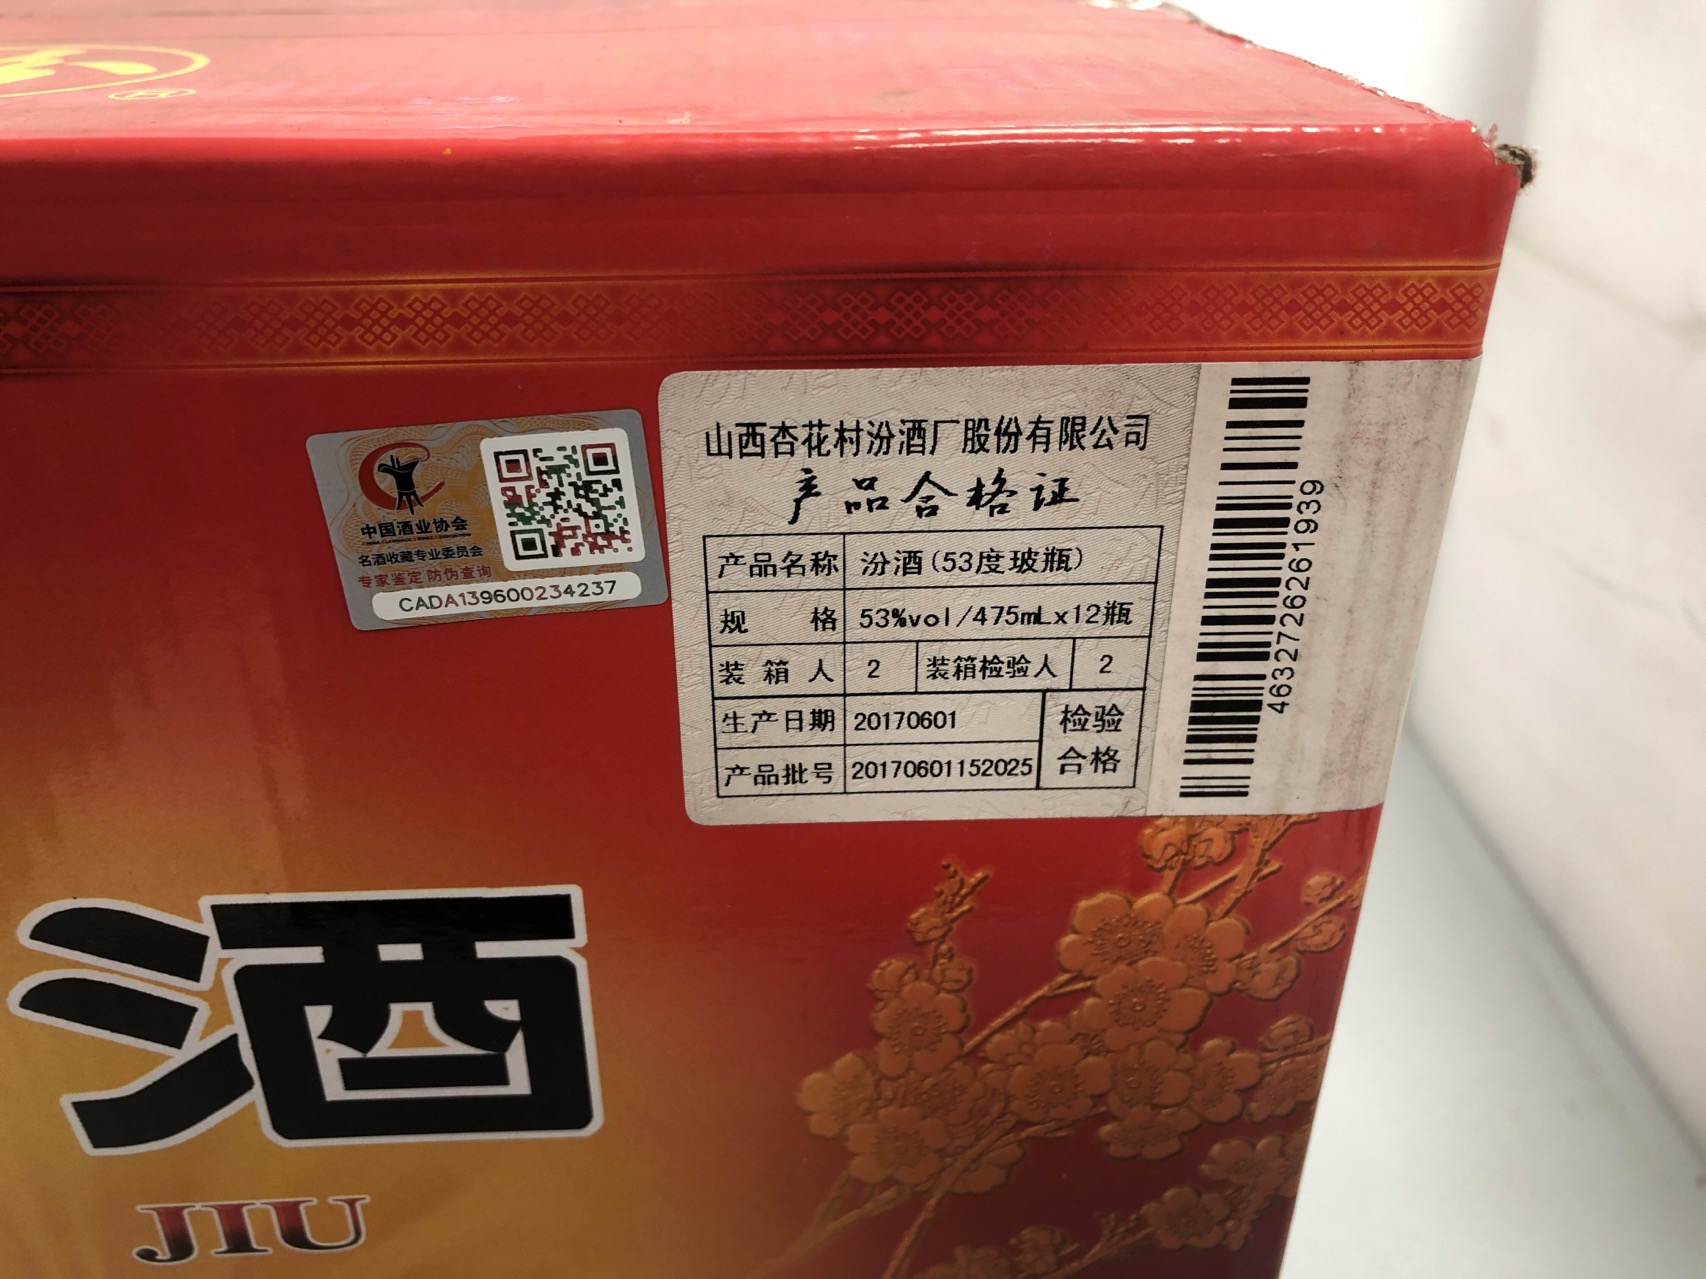 ®
中国酒业协会
名酒收藏专业委员会
专家鉴定 防伪查询
CADA139600234237
山西杏花村汾酒厂股份有限公司
产品合格证
产品名称 汾酒(53度玻瓶)
规 格 53%vol/475mLx12瓶
装 箱 人 2 装箱检验人 2
生产日期 20170601 检验
产品批号 20170601152025 合格
4632726261939
酒
JIU